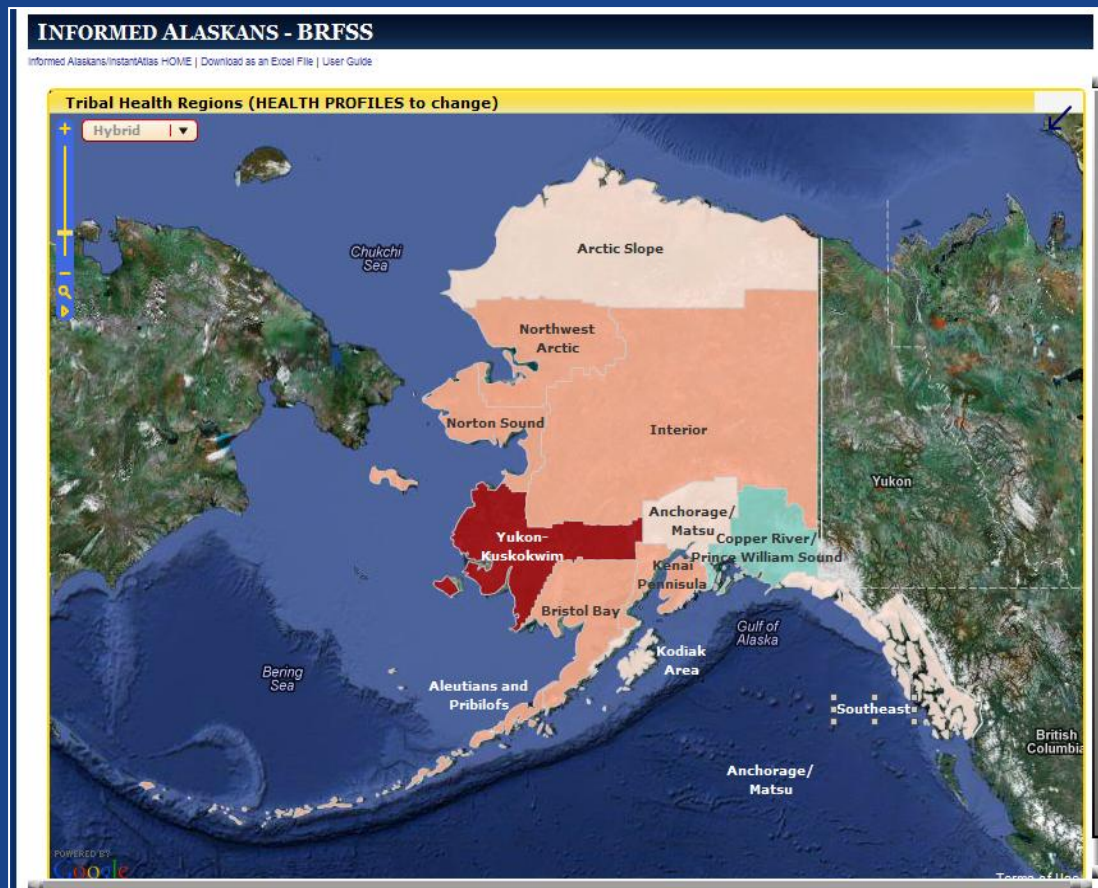 INFORMED ALASKANS - BRFSS
Informed Alaskans/InstantAtlas HOME | Download as an Excel File | User Guide
Tribal Health Regions (HEALTH PROFILES to change)
+
Hybrid
Chukchi
Sea
Arctic Slope
Northwest
Arctic
Norton Sound
Interior
Yukon
Anchorage/
Matsu
Copper River/
Prince William Sound
Yukon-
Kuskokwim
Kenai
Pennisula
Bristol Bay
Gulf of
Alaska
Kodiak
Area
Bering
Sea
Aleutians and
Pribilofs
Southeast
British
Columbia
Anchorage/
Matsu
POWERED BY
Google
Terms of Use